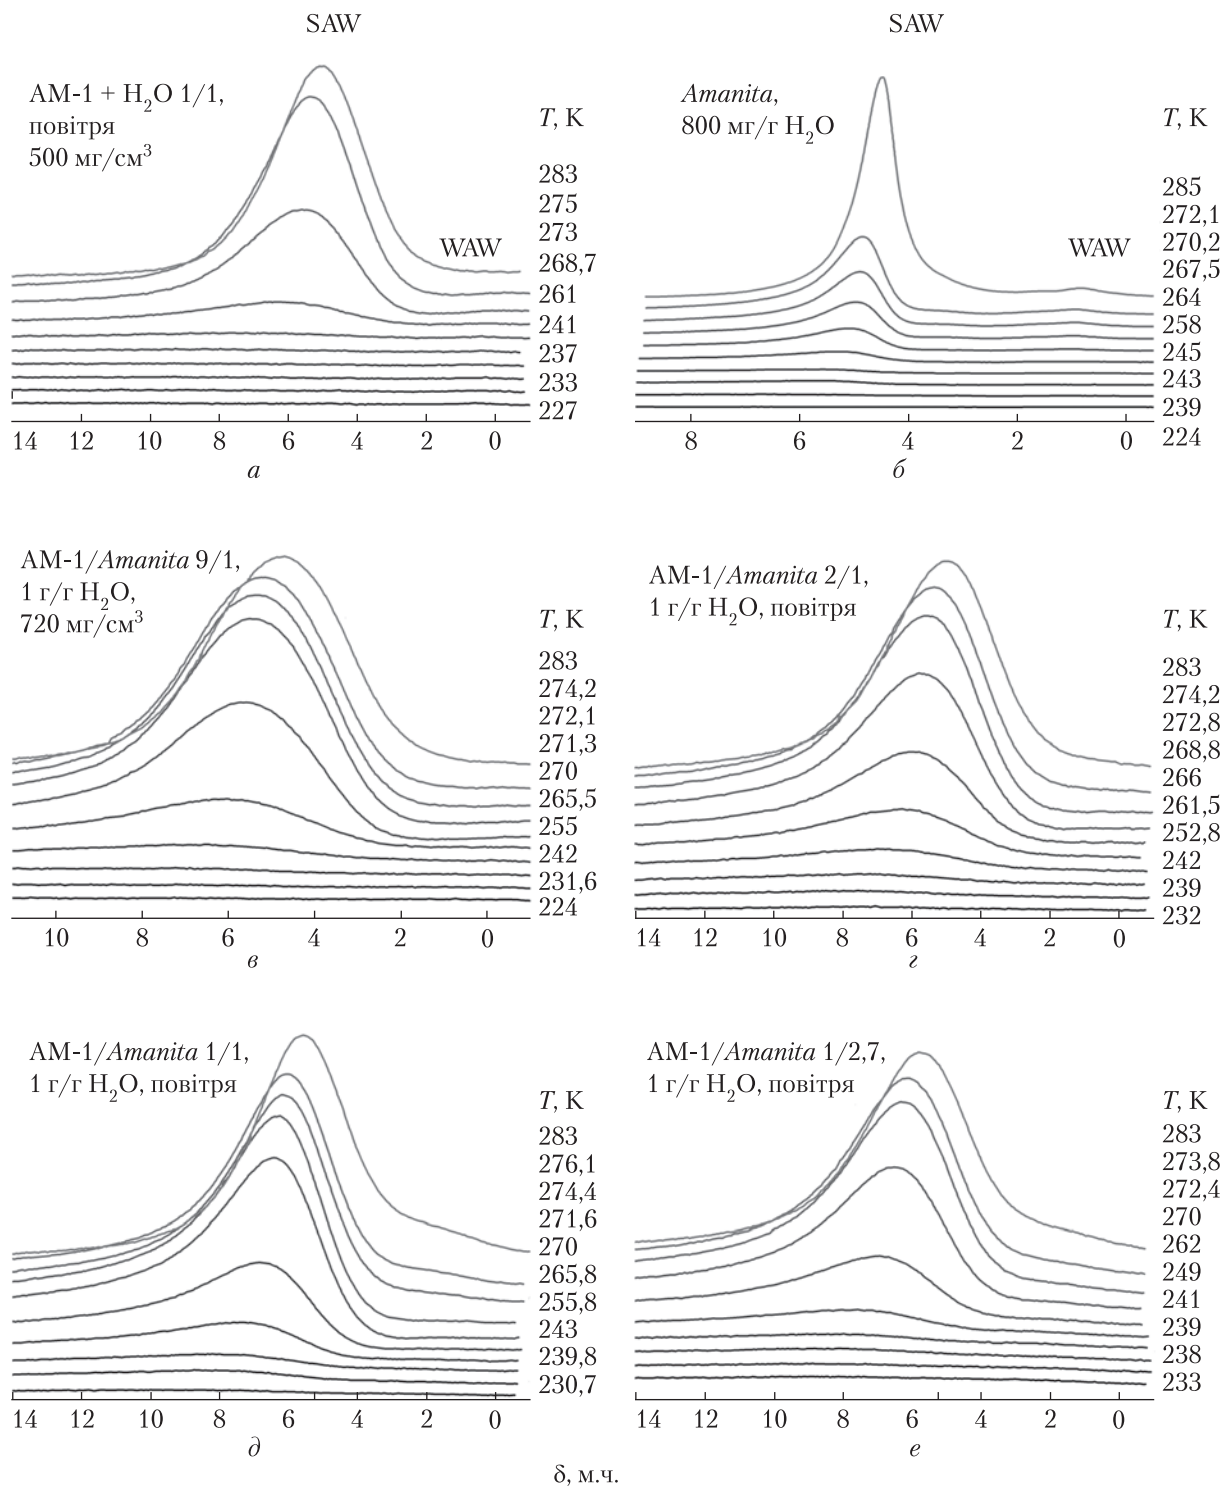 SAW
AM-1 + H₂O 1/1,
повітря
500 мг/см³
WAW
T, K
283
275
273
268,7
261
241
237
233
227
14 12 10 8 6 4 2 0
а
SAW
Amanita,
800 мг/г H₂O
WAW
T, K
285
272,1
270,2
267,5
264
258
245
243
239
224
8 6 4 2 0
б
AM-1/Amanita 9/1,
1 г/г H₂O,
720 мг/см³
T, K
283
274,2
272,1
271,3
270
265,5
255
242
231,6
224
10 8 6 4 2 0
в
AM-1/Amanita 2/1,
1 г/г H₂O, повітря
T, K
283
274,2
272,8
268,8
266
261,5
252,8
242
239
232
14 12 10 8 6 4 2 0
г
AM-1/Amanita 1/1,
1 г/г H₂O, повітря
T, K
283
276,1
274,4
271,6
270
265,8
255,8
243
239,8
230,7
14 12 10 8 6 4 2 0
д
AM-1/Amanita 1/2,7,
1 г/г H₂O, повітря
T, K
283
273,8
272,4
270
262
249
241
239
238
233
14 12 10 8 6 4 2 0
е
δ, м.ч.